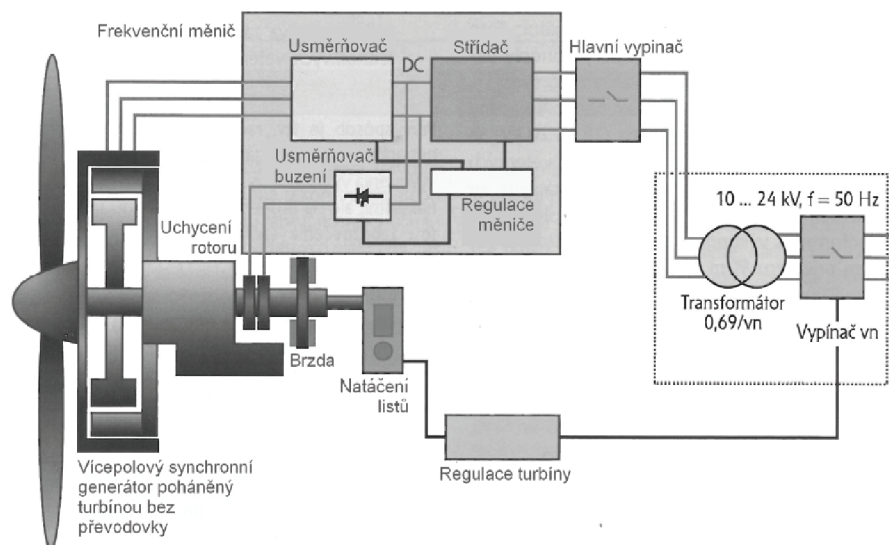 Frekvenční měnič
Usměrňovač
DC
Střídač
Hlavní vypinač
Usměrňovač
buzení
Regulace
měniče
Uchycení
rotoru
10 ... 24 kV, f = 50 Hz
Transformátor
0,69/vn
Vypínač vn
Brzda
Natáčení
listů
Regulace turbíny
Vícepolový synchronní
generátor poháněný
turbínou bez
převodovky